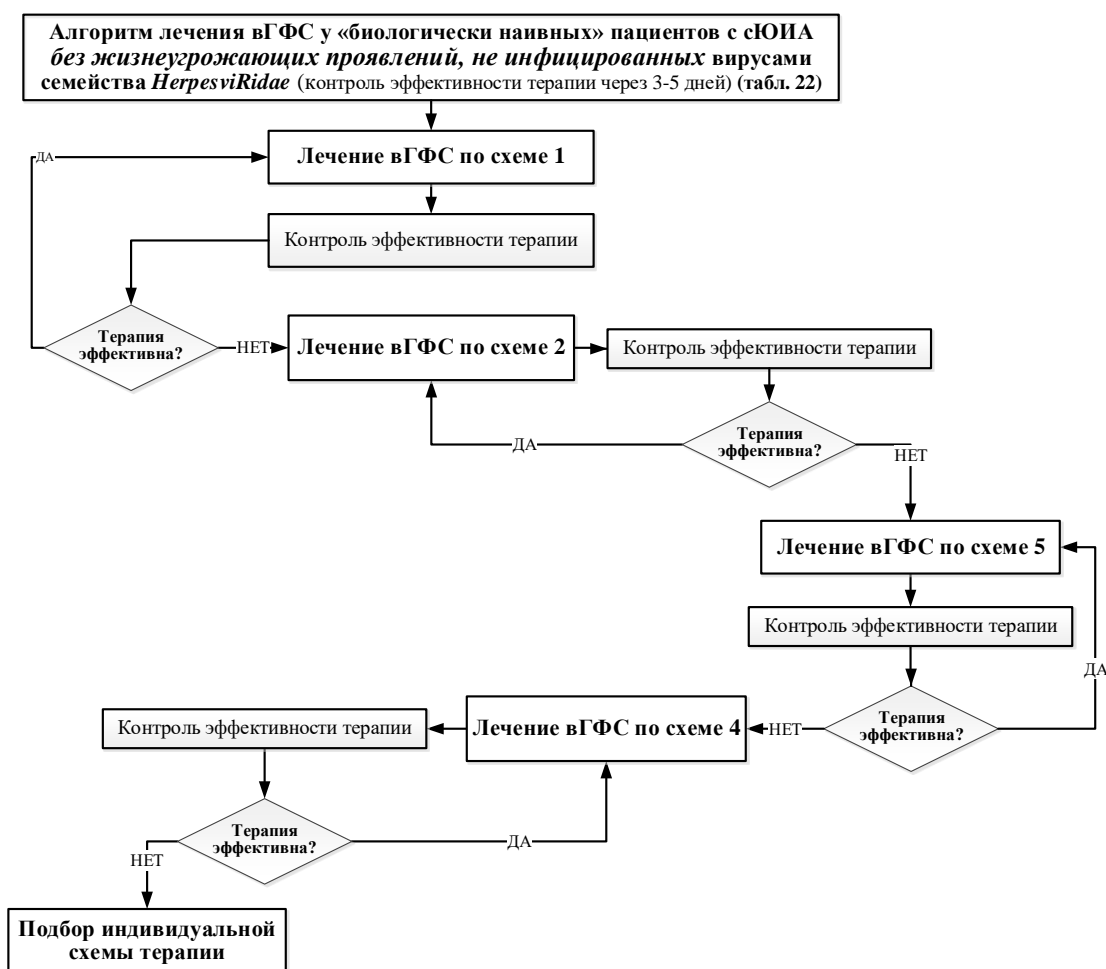 Алгоритм лечения вГФС у «биологически наивных» пациентов с сЮИА
без жизнеугрожающих проявлений, не инфицированных вирусами
семейства HerpesviRidae (контроль эффективности терапии через 3-5 дней) (табл. 22)
Лечение вГФС по схеме 1
ДА
Контроль эффективности терапии
Терапия
эффективна?
НЕТ
Лечение вГФС по схеме 2
Контроль эффективности терапии
ДА
Терапия
эффективна?
НЕТ
Лечение вГФС по схеме 5
Контроль эффективности терапии
ДА
Терапия
эффективна?
НЕТ
Лечение вГФС по схеме 4
Контроль эффективности терапии
Терапия
эффективна?
ДА
НЕТ
Подбор индивидуальной
схемы терапии